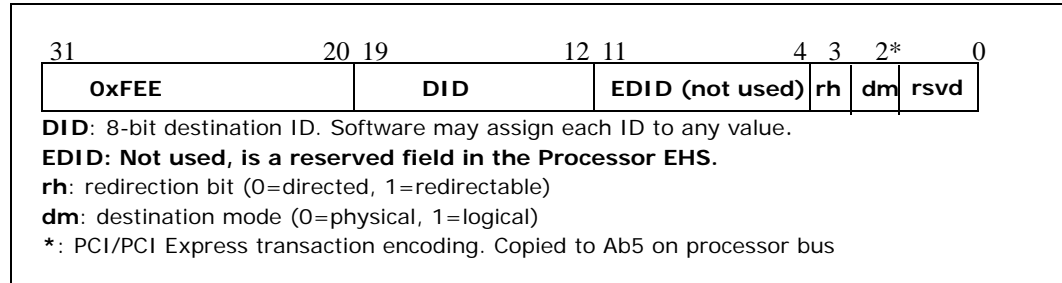 31 20 19 12 11 4 3 2* 0
0xFEE DID EDID (not used) rh dm rsvd
DID: 8-bit destination ID. Software may assign each ID to any value.
EDID: Not used, is a reserved field in the Processor EHS.
rh: redirection bit (0=directed, 1=redirectable)
dm: destination mode (0=physical, 1=logical)
*: PCI/PCI Express transaction encoding. Copied to Ab5 on processor bus